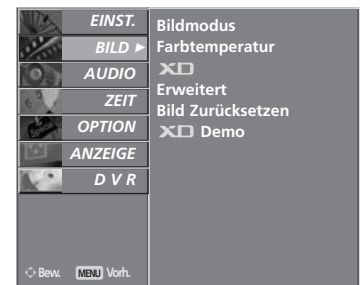 EINST.
BILD ►
AUDIO
ZEIT
OPTION
ANZEIGE
D V R
Bildmodus
Farbtemperatur
XD
Erweitert
Bild Zurücksetzen
XD Demo
Bew. MENU Vorh.